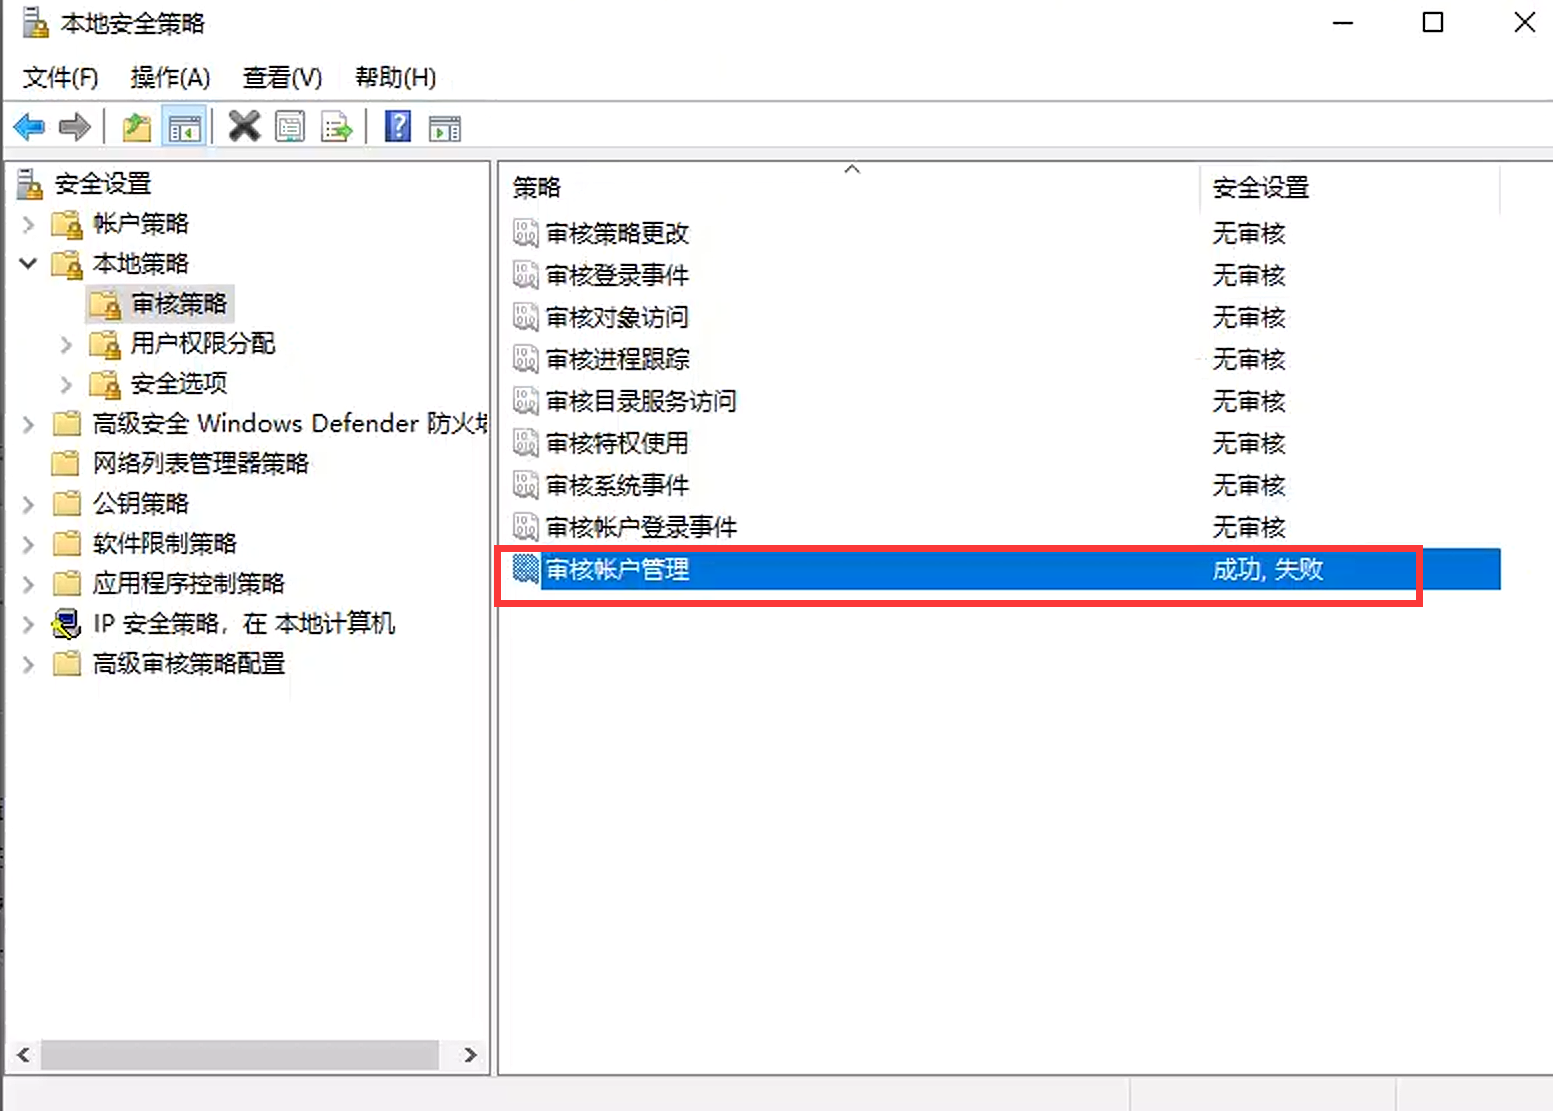 本地安全策略
文件(F) 操作(A) 查看(V) 帮助(H)
安全设置
帐户策略
本地策略
审核策略
用户权限分配
安全选项
高级安全 Windows Defender 防火
网络列表管理器策略
公钥策略
软件限制策略
应用程序控制策略
IP 安全策略，在 本地计算机
高级审核策略配置
策略 安全设置
审核策略更改 无审核
审核登录事件 无审核
审核对象访问 无审核
审核进程跟踪 无审核
审核目录服务访问 无审核
审核特权使用 无审核
审核系统事件 无审核
审核帐户登录事件 无审核
审核帐户管理 成功, 失败